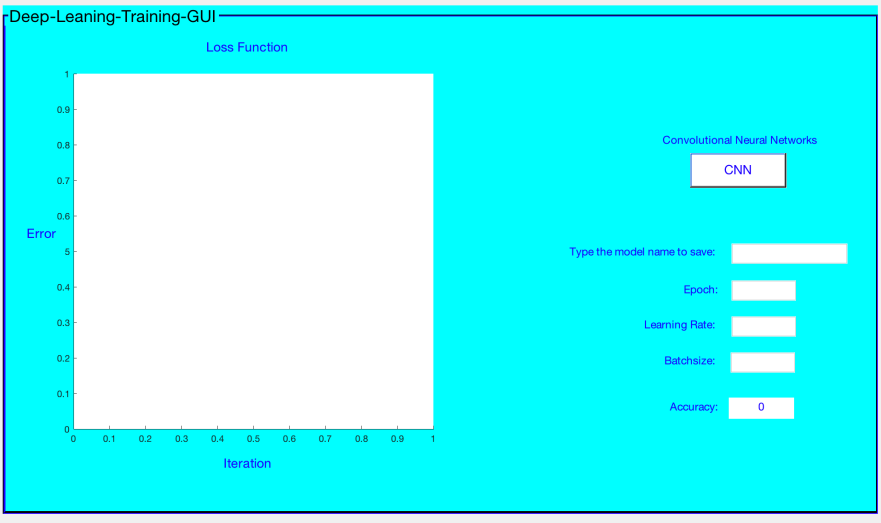 Deep-Leaning-Training-GUI
Loss Function
1
0.9
0.8
0.7
0.6
5
0.4
0.3
0.2
0.1
0
Error
0 0.1 0.2 0.3 0.4 0.5 0.6 0.7 0.8 0.9 1
Iteration
Convolutional Neural Networks
CNN
Type the model name to save:
Epoch:
Learning Rate:
Batchsize:
Accuracy: 0